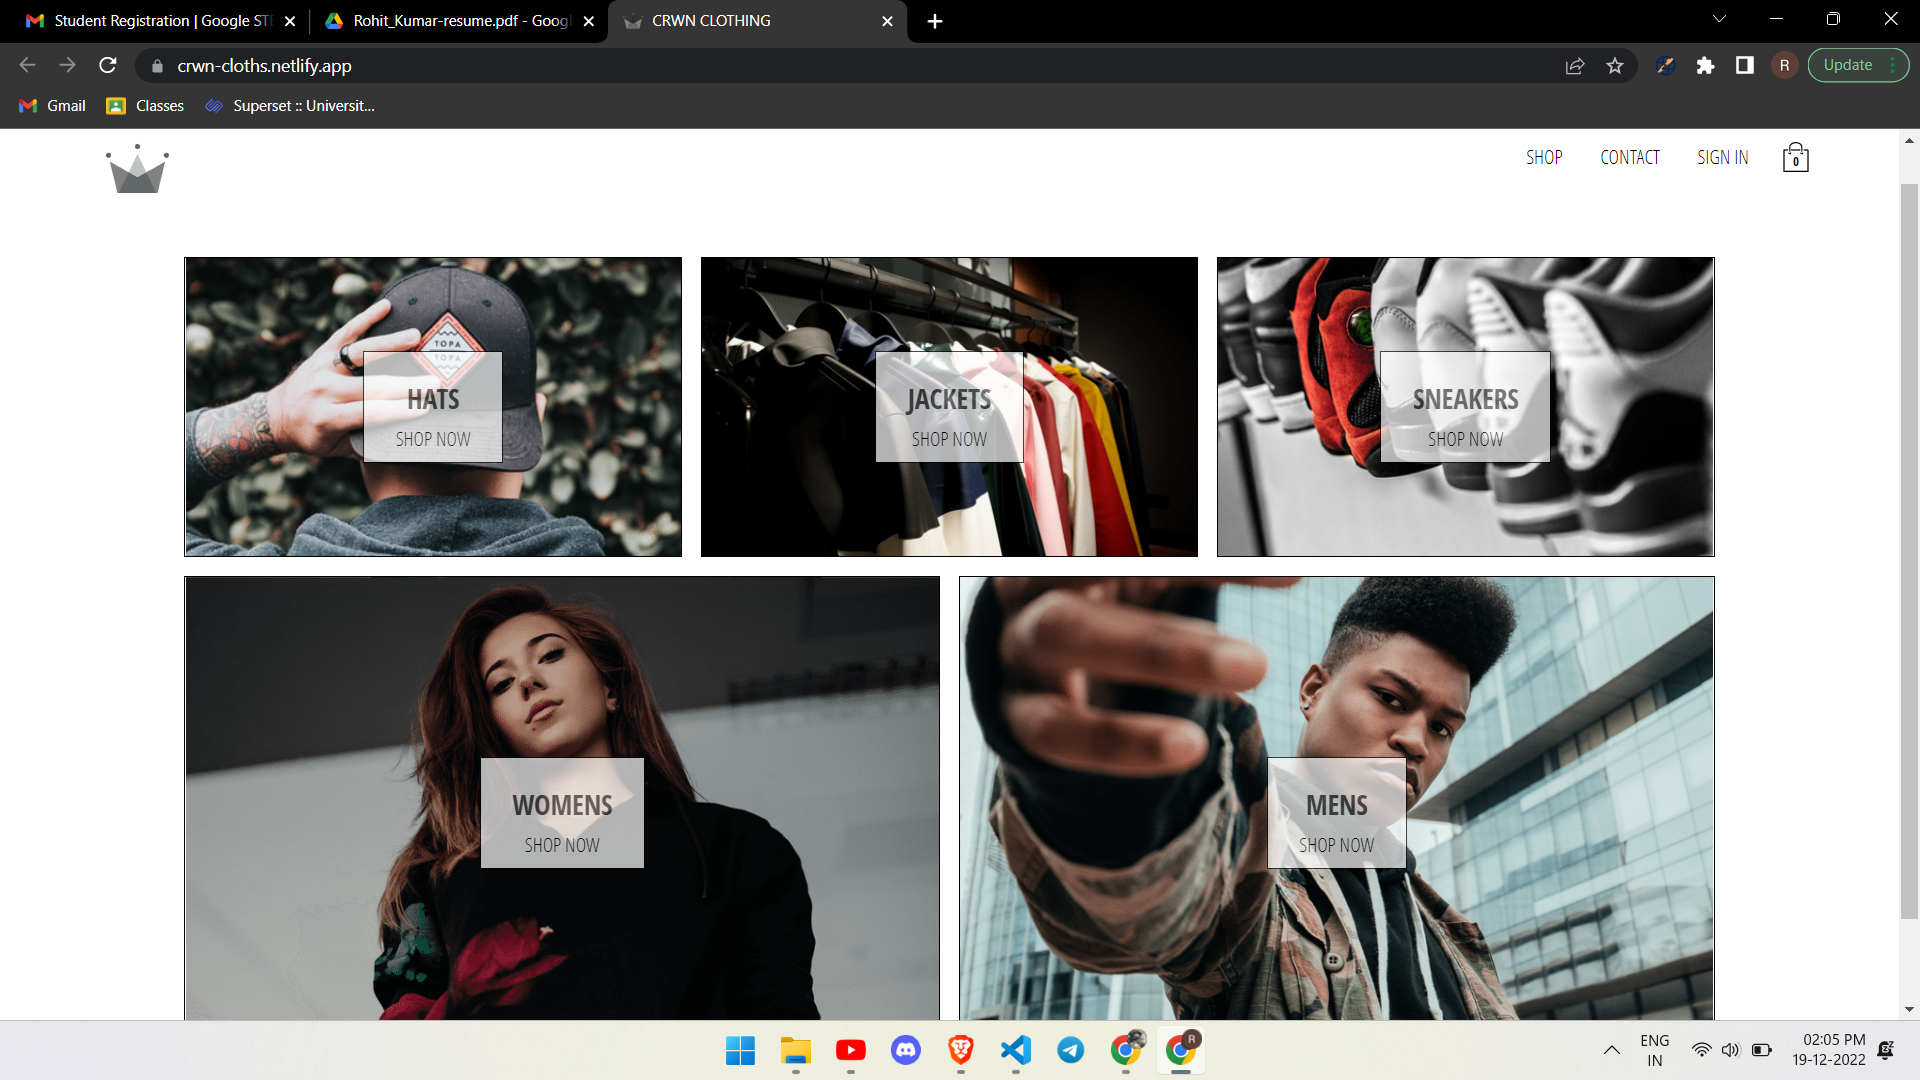 Student Registration | Google STE
Rohit_Kumar-resume.pdf - Goog
CRWN CLOTHING
crwn-cloths.netlify.app
R
Update
Gmail
Classes
Superset :: Universit...
SHOP
CONTACT
SIGN IN
0
TOPA
TOPA
HATS
SHOP NOW
JACKETS
SHOP NOW
SNEAKERS
SHOP NOW
WOMENS
SHOP NOW
MENS
SHOP NOW
R
ENG
IN
02:05 PM
19-12-2022